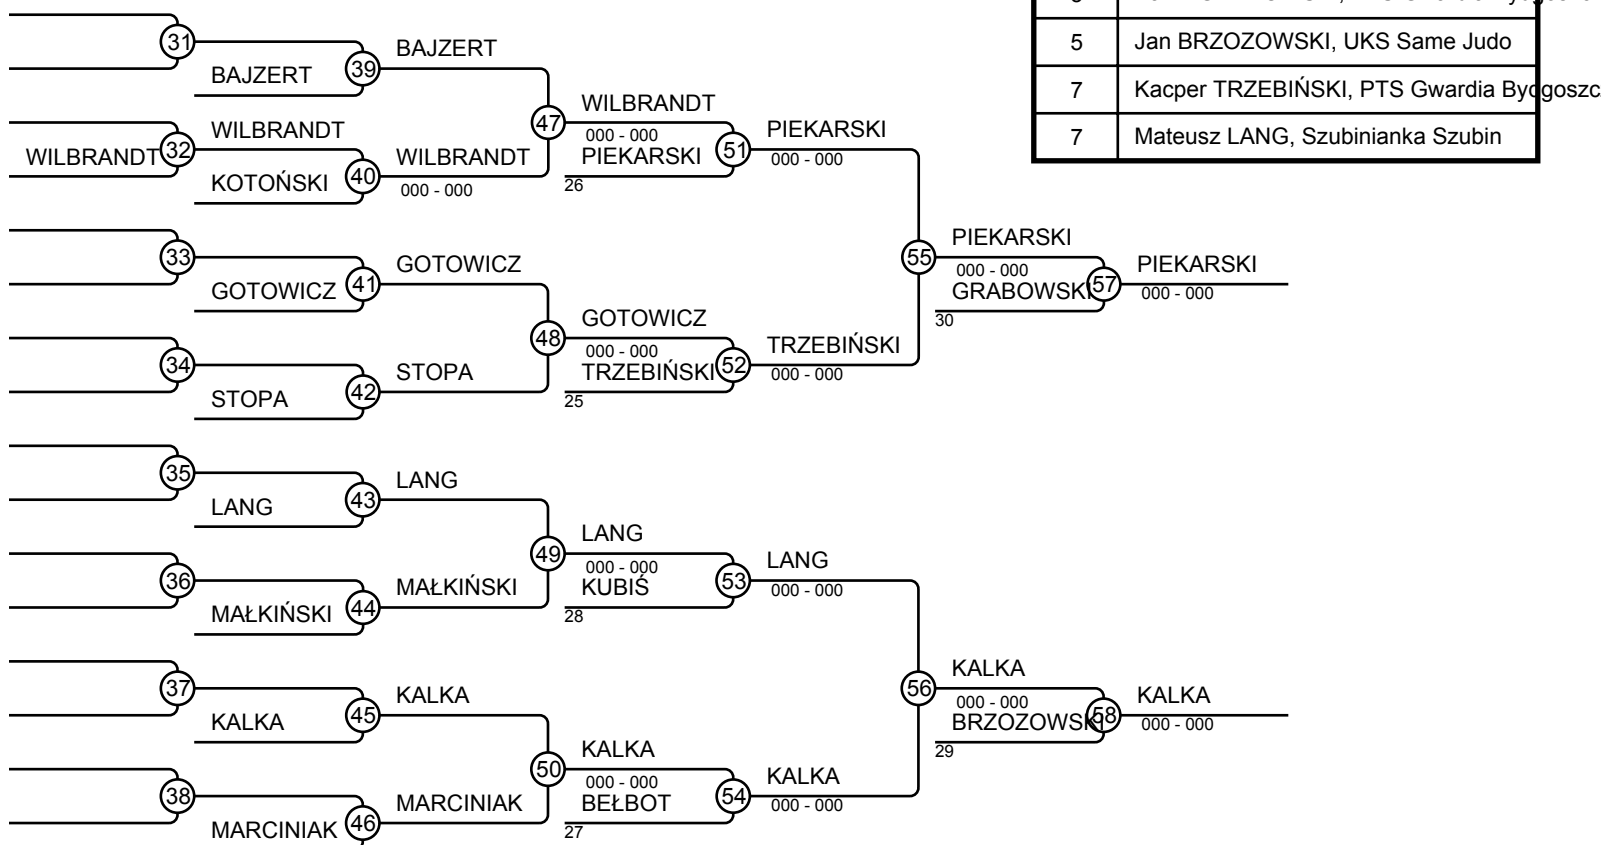 5 Jan BRZOZOWSKI, UKS Same Judo
7 Kacper TRZEBIŃSKI, PTS Gwardia Bydgoszc
7 Mateusz LANG, Szubinianka Szubin
31
BAJZERT
39
BAJZERT
WILBRANDT
32
WILBRANDT
KOTOŃSKI
40
WILBRANDT
000 - 000
47
WILBRANDT
000 - 000
PIEKARSKI
26
51
PIEKARSKI
000 - 000
33
GOTOWICZ
41
GOTOWICZ
34
STOPA
42
STOPA
48
GOTOWICZ
000 - 000
TRZEBIŃSKI
25
52
TRZEBIŃSKI
000 - 000
55
PIEKARSKI
000 - 000
GRABOWSKI
30
57
PIEKARSKI
000 - 000
35
LANG
43
LANG
36
MAŁKIŃSKI
44
MAŁKIŃSKI
49
LANG
000 - 000
KUBIŚ
28
53
LANG
000 - 000
37
KALKA
45
KALKA
38
MARCINIAK
46
MARCINIAK
50
KALKA
000 - 000
BEŁBOT
27
54
KALKA
000 - 000
56
KALKA
000 - 000
BRZOZOWSKI
29
58
KALKA
000 - 000